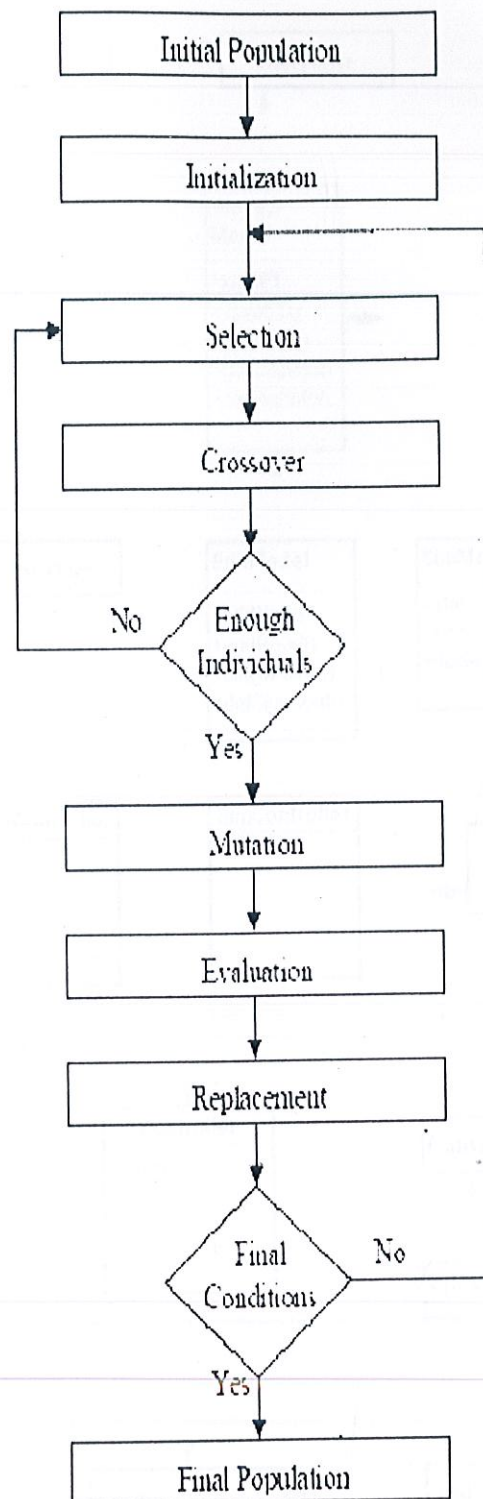 Initial Population
Initialization
Selection
Crossover
No
Enough
Individuals
Yes
Mutation
Evaluation
Replacement
Final
Conditions
No
Yes
Final Population